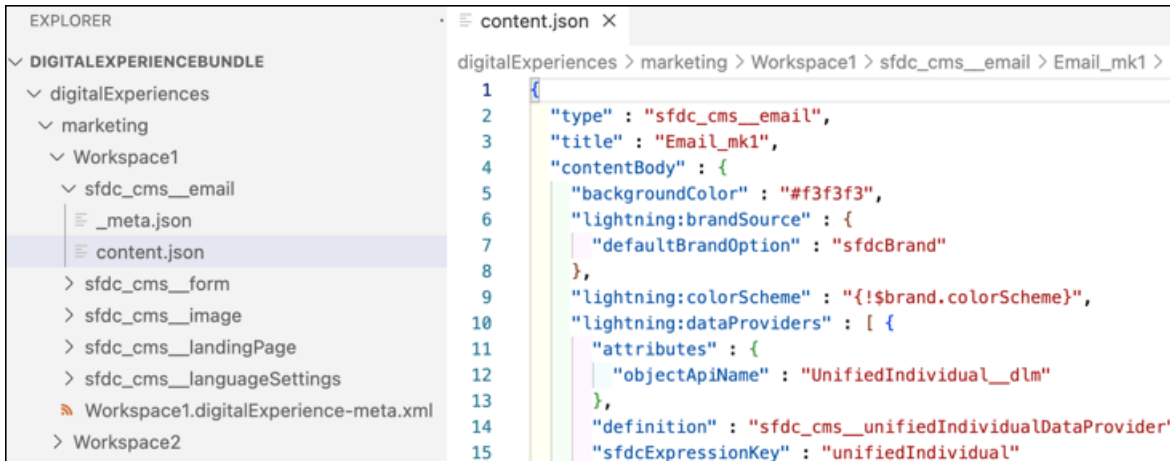 EXPLORER
DIGITALEXPERIENCEBUNDLE
digitalExperiences
marketing
Workspace1
sfdc_cms__email
_meta.json
content.json
sfdc_cms__form
sfdc_cms__image
sfdc_cms__landingPage
sfdc_cms__languageSettings
Workspace1.digitalExperience-meta.xml
Workspace2
content.json ×
digitalExperiences > marketing > Workspace1 > sfdc_cms__email > Email_mk1 >
1 {
2 "type" : "sfdc_cms__email",
3 "title" : "Email_mk1",
4 "contentBody" : {
5 "backgroundColor" : "#f3f3f3",
6 "lightning:brandSource" : {
7 "defaultBrandOption" : "sfdcBrand"
8 },
9 "lightning:colorScheme" : "{!$brand.colorScheme}",
10 "lightning:dataProviders" : [ {
11 "attributes" : {
12 "objectApiName" : "UnifiedIndividual__dlm"
13 },
14 "definition" : "sfdc_cms__unifiedIndividualDataProvider"
15 "sfdcExpressionKey" : "unifiedIndividual"